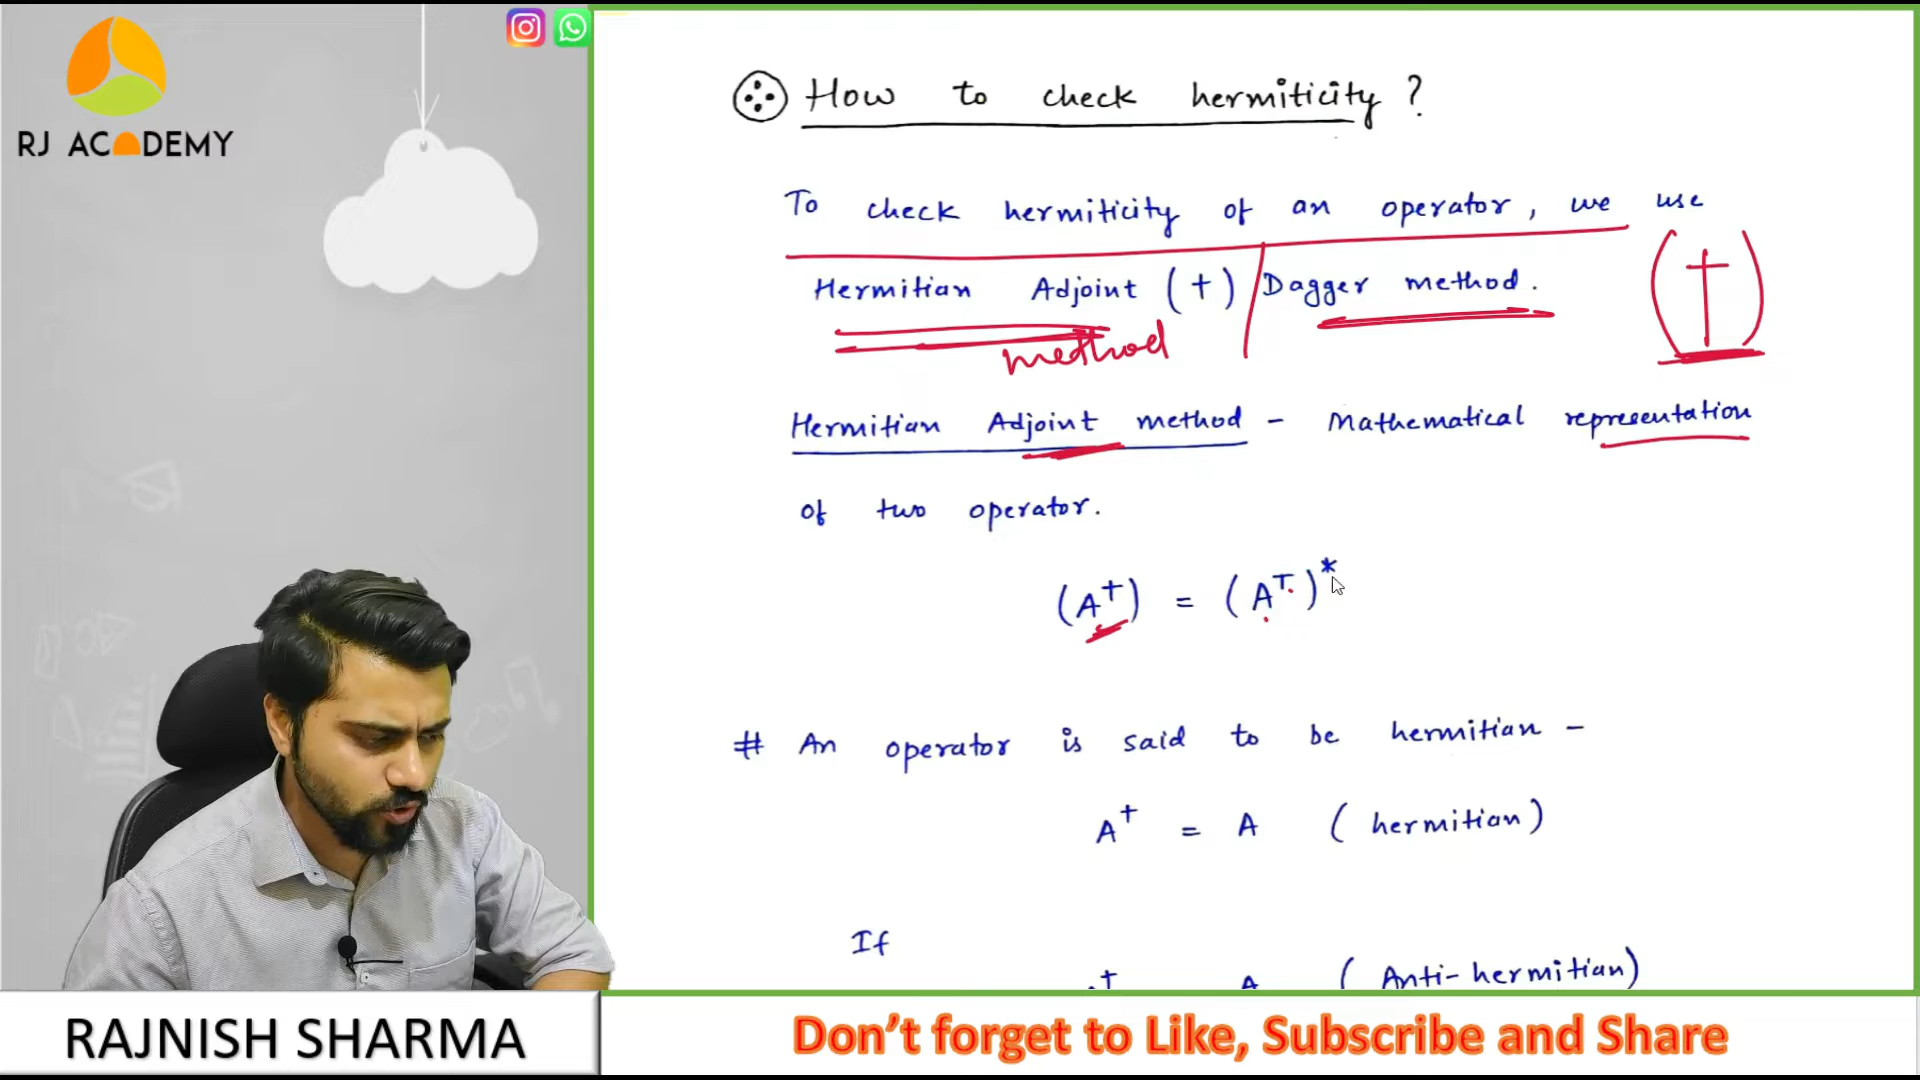 RJ ACADEMY
How to check hermiticity ?
To check hermiticity of an operator, we use
Hermitian Adjoint (†) / Dagger method.
(†)
method
Hermitian Adjoint method - Mathematical representation
of two operator.
(A†) = (Aᵀ)*
# An operator is said to be hermitian -
A† = A (hermitian)
If
A (Anti-hermitian)
RAJNISH SHARMA
Don't forget to Like, Subscribe and Share